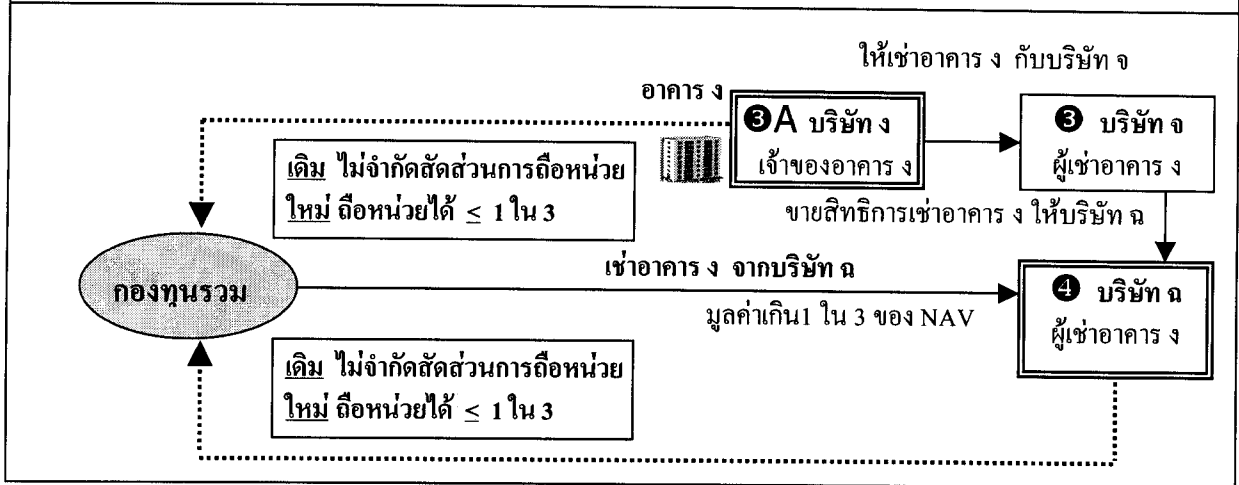 ให้เช่าอาคาร ง กับบริษัท จ
อาคาร ง
❸A บริษัท ง
เจ้าของอาคาร ง
❸ บริษัท จ
ผู้เช่าอาคาร ง
เดิม ไม่จำกัดสัดส่วนการถือหน่วย
ใหม่ ถือหน่วยได้ ≤ 1 ใน 3
ขายสิทธิการเช่าอาคาร ง ให้บริษัท ฉ
กองทุนรวม
เช่าอาคาร ง จากบริษัท ฉ
มูลค่าเกิน1 ใน 3 ของ NAV
❹ บริษัท ฉ
ผู้เช่าอาคาร ง
เดิม ไม่จำกัดสัดส่วนการถือหน่วย
ใหม่ ถือหน่วยได้ ≤ 1 ใน 3